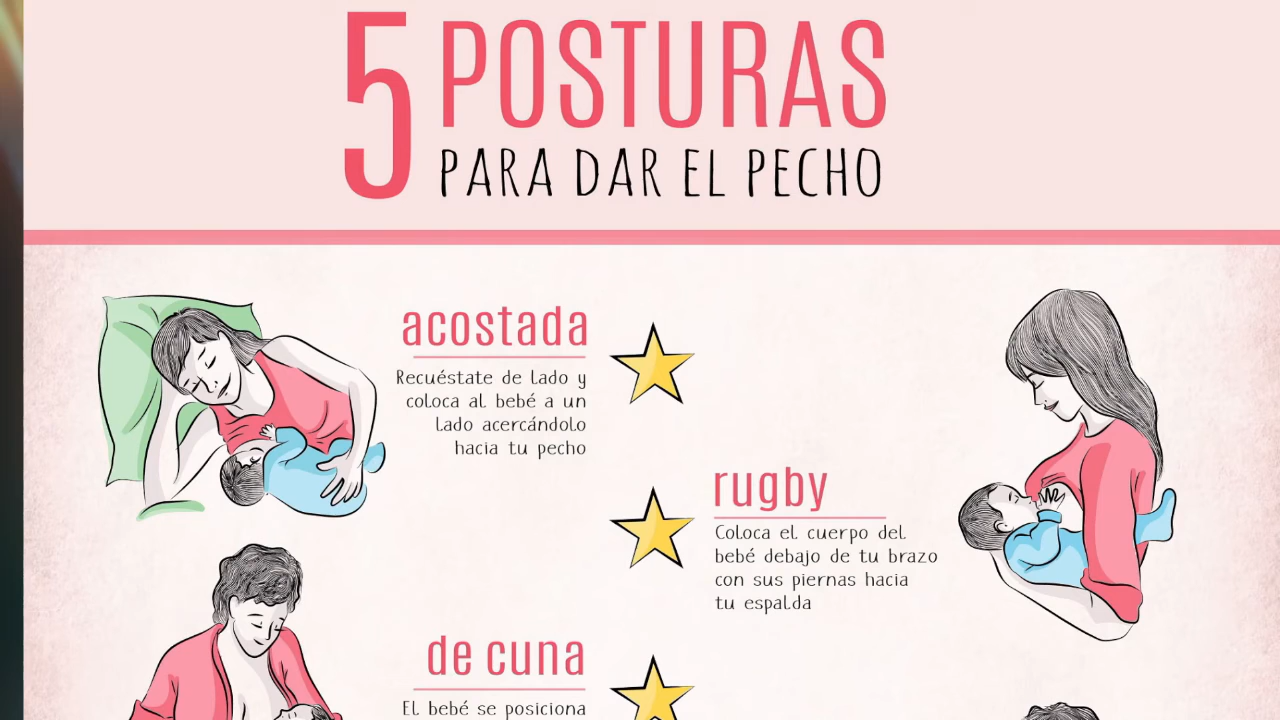 5 POSTURAS
PARA DAR EL PECHO
acostada
Recuéstate de lado y
coloca al bebé a un
lado acercándolo
hacia tu pecho
rugby
Coloca el cuerpo del
bebé debajo de tu brazo
con sus piernas hacia
tu espalda
de cuna
El bebé se posiciona